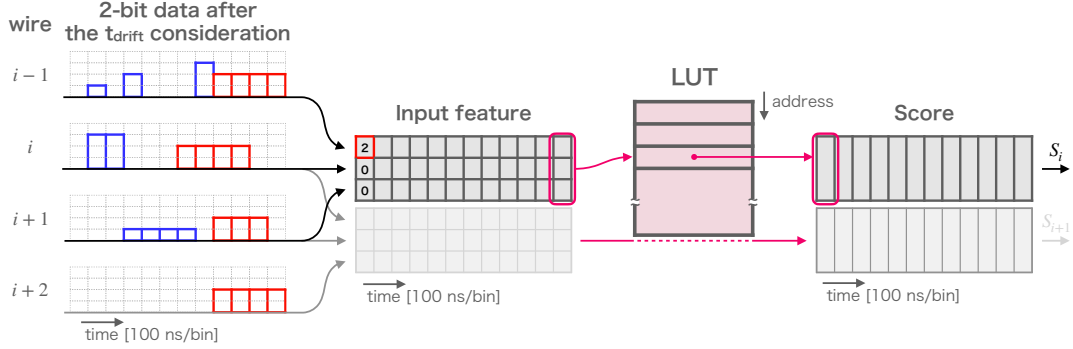 wire
2-bit data after
the tdrift consideration
i − 1
i
i+1
i+2
time [100 ns/bin]
Input feature
2
0
0
time [100 ns/bin]
LUT
address
Score
Si
Si+1
time [100 ns/bin]